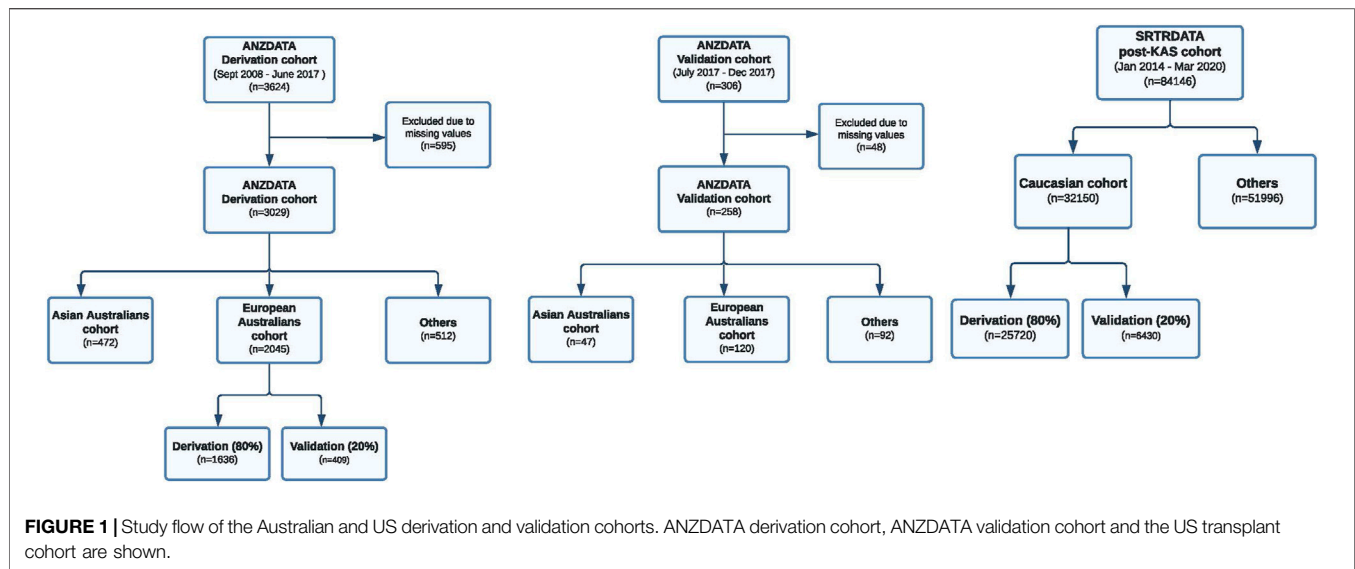 ANZDATA
Derivation cohort
(Sept 2008 - June 2017 )
(n=3624)
Excluded due to
missing values
(n=595)
ANZDATA
Derivation cohort
(n=3029)
Asian Australians
cohort
(n=472)
European
Australians
cohort
(n=2045)
Others
(n=512)
Derivation (80%)
(n=1636)
Validation (20%)
(n=409)
ANZDATA
Validation cohort
(July 2017 - Dec 2017)
(n=306)
Excluded due to
missing values
(n=48)
ANZDATA
Validation cohort
(n=258)
Asian Australians
cohort
(n=47)
European
Australians
cohort
(n=120)
Others
(n=92)
SRTRDATA
post-KAS cohort
(Jan 2014 - Mar 2020)
(n=84146)
Caucasian cohort
(n=32150)
Others
(n=51996)
Derivation (80%)
(n=25720)
Validation (20%)
(n=6430)
FIGURE 1 | Study flow of the Australian and US derivation and validation cohorts. ANZDATA derivation cohort, ANZDATA validation cohort and the US transplant
cohort are shown.